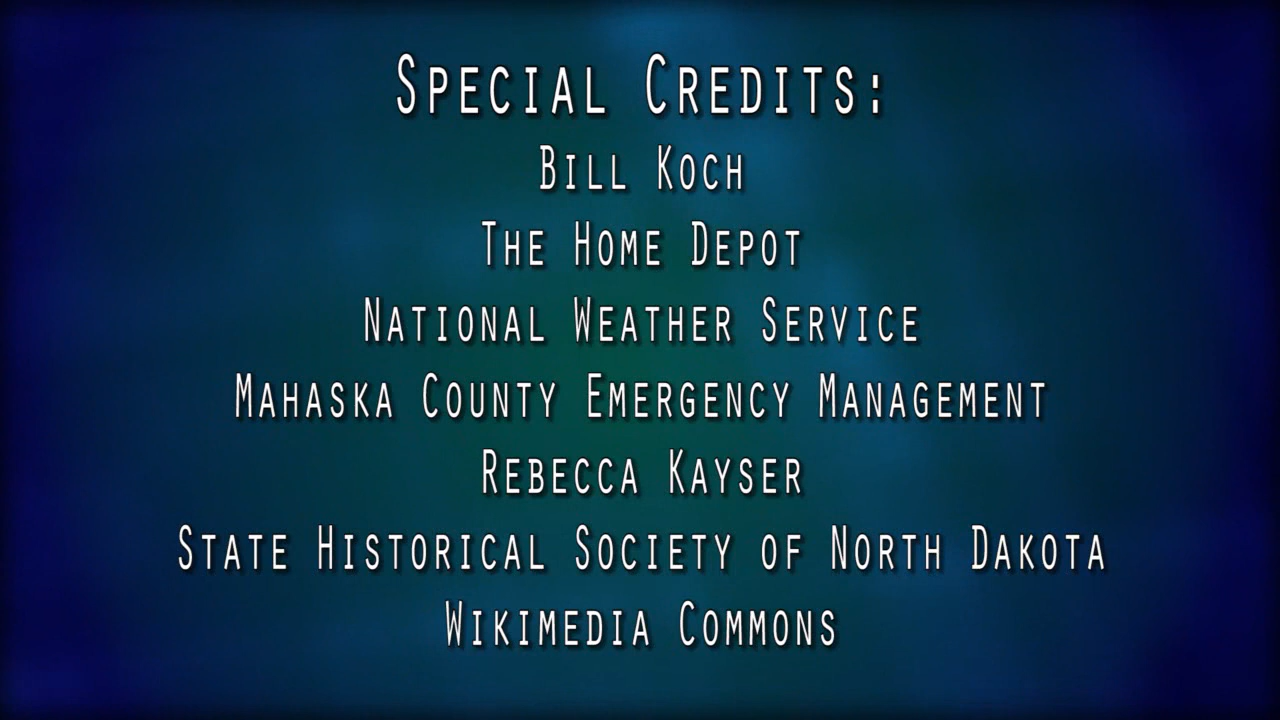 Special Credits:
Bill Koch
The Home Depot
National Weather Service
Mahaska County Emergency Management
Rebecca Kayser
State Historical Society of North Dakota
Wikimedia Commons